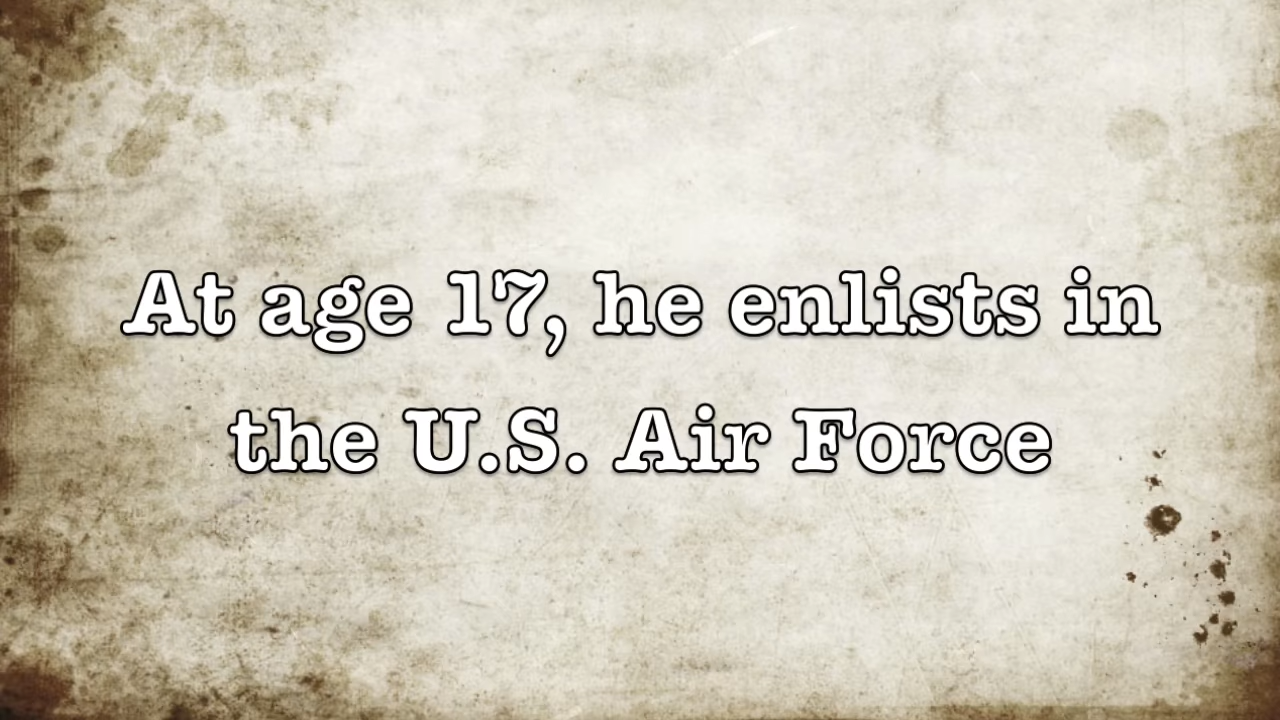 At age 17, he enlists in
the U.S. Air Force